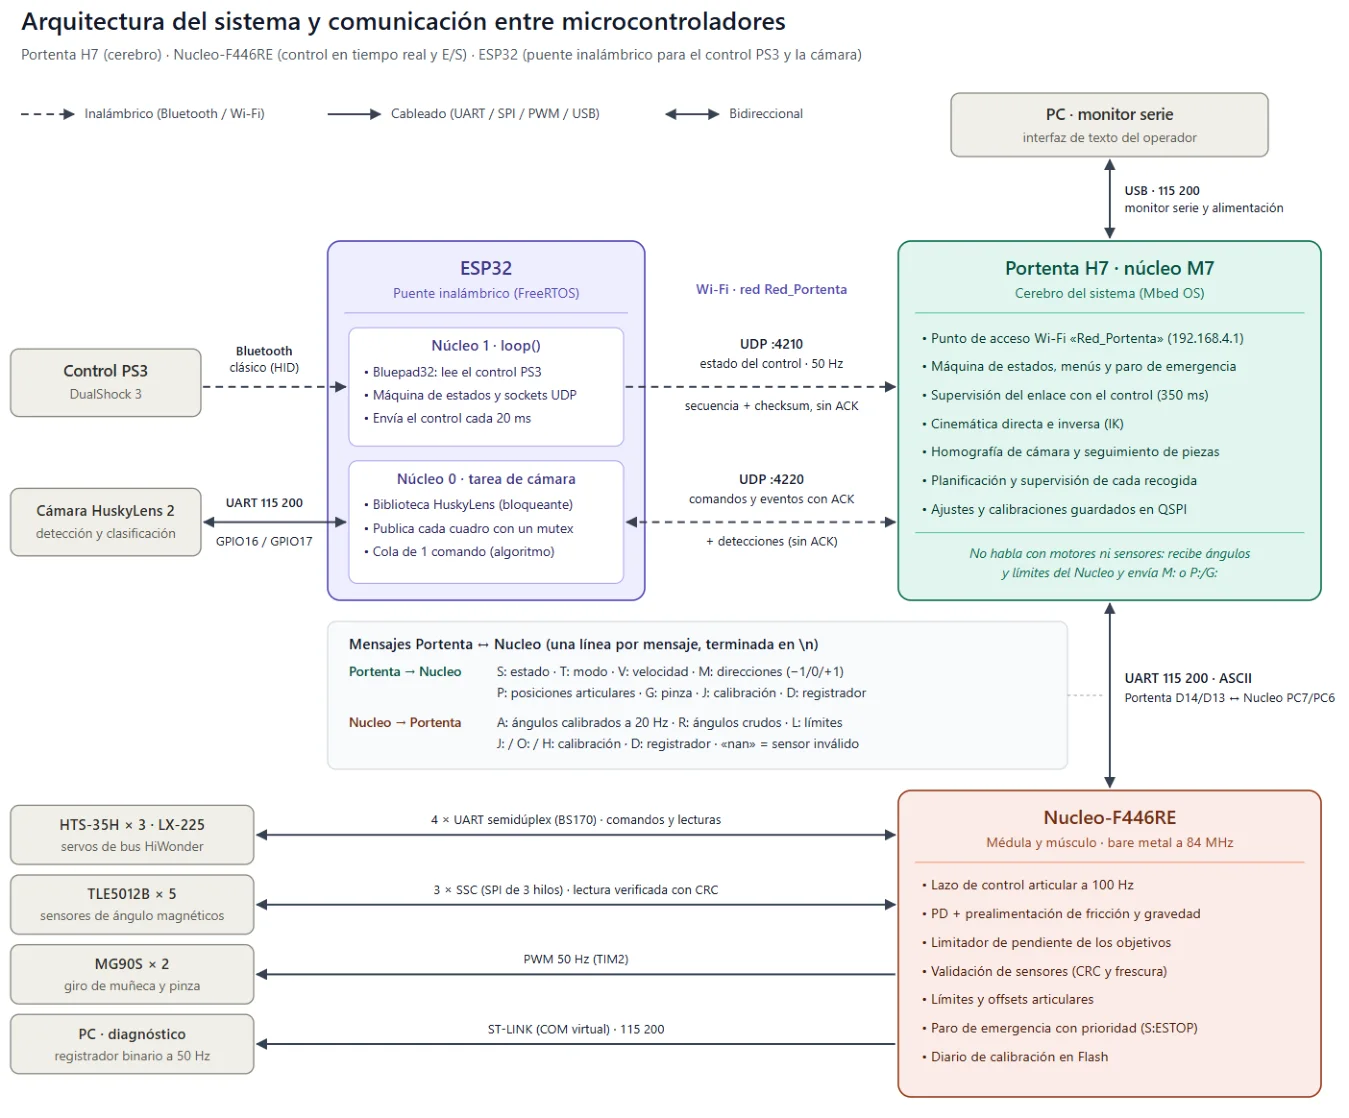 Arquitectura del sistema y comunicación entre microcontroladores
Portenta H7 (cerebro) · Nucleo-F446RE (control en tiempo real y E/S) · ESP32 (puente inalámbrico para el control PS3 y la cámara)
Inalámbrico (Bluetooth / Wi-Fi)
Cableado (UART / SPI / PWM / USB)
Bidireccional
PC · monitor serie
interfaz de texto del operador
USB · 115 200
monitor serie y alimentación
ESP32
Puente inalámbrico (FreeRTOS)
Núcleo 1 · loop()
• Bluepad32: lee el control PS3
• Máquina de estados y sockets UDP
• Envía el control cada 20 ms
Núcleo 0 · tarea de cámara
• Biblioteca HuskyLens (bloqueante)
• Publica cada cuadro con un mutex
• Cola de 1 comando (algoritmo)
Control PS3
DualShock 3
Bluetooth
clásico (HID)
Cámara HuskyLens 2
detección y clasificación
UART 115 200
GPIO16 / GPIO17
Wi-Fi · red Red_Portenta
UDP :4210
estado del control · 50 Hz
secuencia + checksum, sin ACK
UDP :4220
comandos y eventos con ACK
+ detecciones (sin ACK)
Portenta H7 · núcleo M7
Cerebro del sistema (Mbed OS)
• Punto de acceso Wi-Fi «Red_Portenta» (192.168.4.1)
• Máquina de estados, menús y paro de emergencia
• Supervisión del enlace con el control (350 ms)
• Cinemática directa e inversa (IK)
• Homografía de cámara y seguimiento de piezas
• Planificación y supervisión de cada recogida
• Ajustes y calibraciones guardados en QSPI
No habla con motores ni sensores: recibe ángulos
y límites del Nucleo y envía M: o P:/G:
Mensajes Portenta ↔ Nucleo (una línea por mensaje, terminada en \n)
Portenta → Nucleo
S: estado · T: modo · V: velocidad · M: direcciones (−1/0/+1)
P: posiciones articulares · G: pinza · J: calibración · D: registrador
Nucleo → Portenta
A: ángulos calibrados a 20 Hz · R: ángulos crudos · L: límites
J: / O: / H: calibración · D: registrador · «nan» = sensor inválido
UART 115 200 · ASCII
Portenta D14/D13 ↔ Nucleo PC7/PC6
HTS-35H × 3 · LX-225
servos de bus HiWonder
4 × UART semidúplex (BS170) · comandos y lecturas
TLE5012B × 5
sensores de ángulo magnéticos
3 × SSC (SPI de 3 hilos) · lectura verificada con CRC
MG90S × 2
giro de muñeca y pinza
PWM 50 Hz (TIM2)
PC · diagnóstico
registrador binario a 50 Hz
ST-LINK (COM virtual) · 115 200
Nucleo-F446RE
Médula y músculo · bare metal a 84 MHz
• Lazo de control articular a 100 Hz
• PD + prealimentación de fricción y gravedad
• Limitador de pendiente de los objetivos
• Validación de sensores (CRC y frescura)
• Límites y offsets articulares
• Paro de emergencia con prioridad (S:ESTOP)
• Diario de calibración en Flash